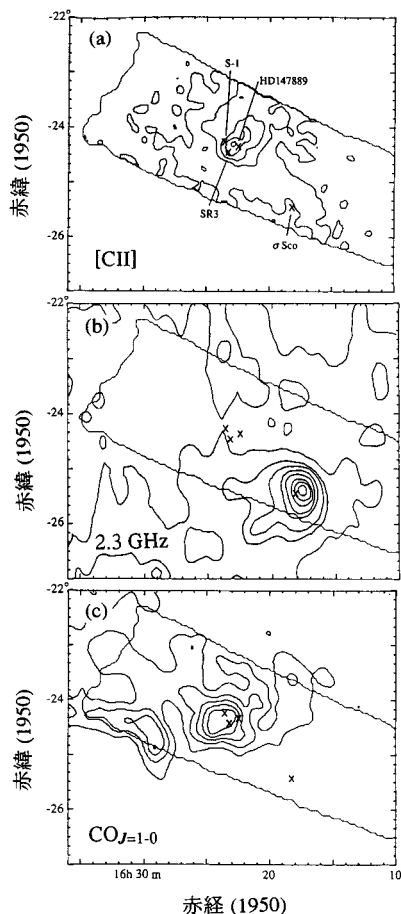 (a)
S-1
HD147889
SR3
σ Sco
[CII]
-22°
-24
-26
赤緯 (1950)
(b)
2.3 GHz
-22°
-24
-26
赤緯 (1950)
(c)
CO J=1-0
-22°
-24
-26
赤緯 (1950)
16h 30 m
20
10
赤経 (1950)